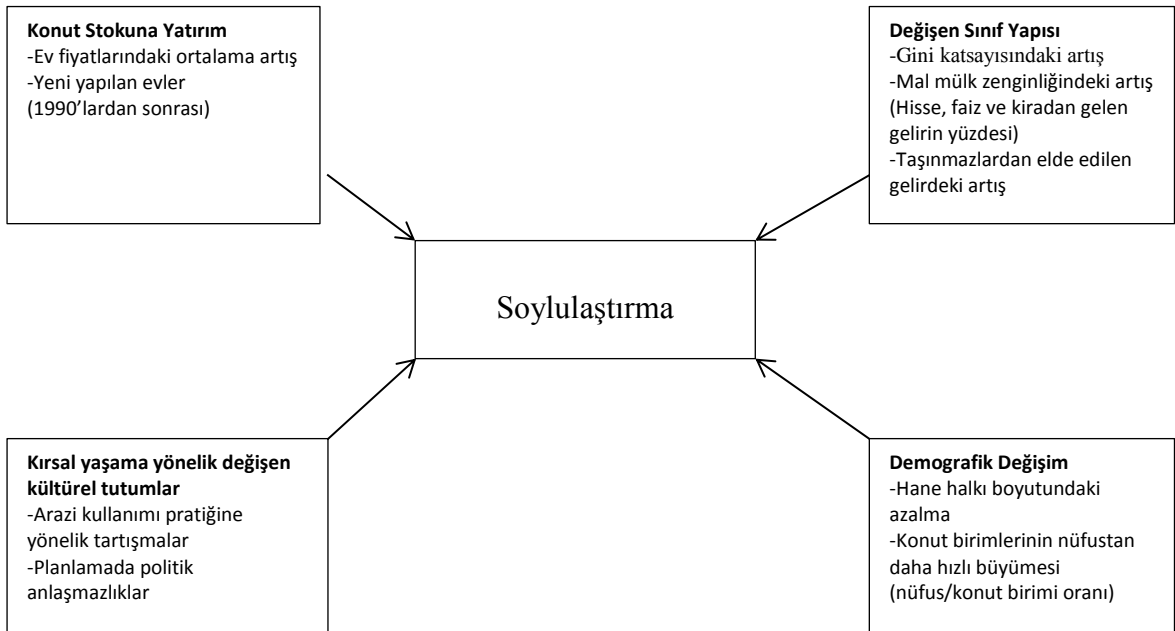 Konut Stokuna Yatırım
-Ev fiyatlarındaki ortalama artış
-Yeni yapılan evler
(1990’lardan sonrası)
Değişen Sınıf Yapısı
-Gini katsayısındaki artış
-Mal mülk zenginliğindeki artış
(Hisse, faiz ve kiradan gelen
gelirin yüzdesi)
-Taşınmazlardan elde edilen
gelirdeki artış
Soylulaştırma
Kırsal yaşama yönelik değişen
kültürel tutumlar
-Arazi kullanımı pratiğine
yönelik tartışmalar
-Planlamada politik
anlaşmazlıklar
Demografik Değişim
-Hane halkı boyutundaki
azalma
-Konut birimlerinin nüfustan
daha hızlı büyümesi
(nüfus/konut birimi oranı)